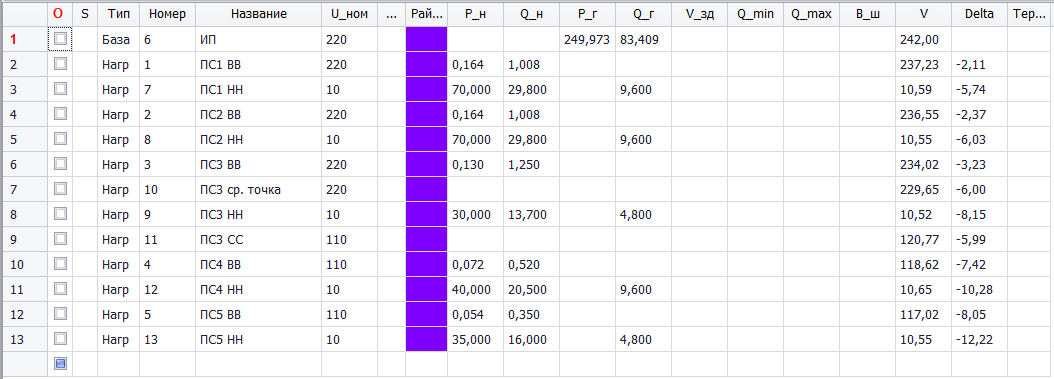 O S Тип Номер Название U_ном ... Рай... P_н Q_н P_г Q_г V_зд Q_min Q_max B_ш V Delta Тер...
1 База 6 ИП 220 249,973 83,409 242,00
2 Нагр 1 ПС1 ВВ 220 0,164 1,008 237,23 -2,11
3 Нагр 7 ПС1 НН 10 70,000 29,800 9,600 10,59 -5,74
4 Нагр 2 ПС2 ВВ 220 0,164 1,008 236,55 -2,37
5 Нагр 8 ПС2 НН 10 70,000 29,800 9,600 10,55 -6,03
6 Нагр 3 ПС3 ВВ 220 0,130 1,250 234,02 -3,23
7 Нагр 10 ПС3 ср. точка 220 229,65 -6,00
8 Нагр 9 ПС3 НН 10 30,000 13,700 4,800 10,52 -8,15
9 Нагр 11 ПС3 СС 110 120,77 -5,99
10 Нагр 4 ПС4 ВВ 110 0,072 0,520 118,62 -7,42
11 Нагр 12 ПС4 НН 10 40,000 20,500 9,600 10,65 -10,28
12 Нагр 5 ПС5 ВВ 110 0,054 0,350 117,02 -8,05
13 Нагр 13 ПС5 НН 10 35,000 16,000 4,800 10,55 -12,22